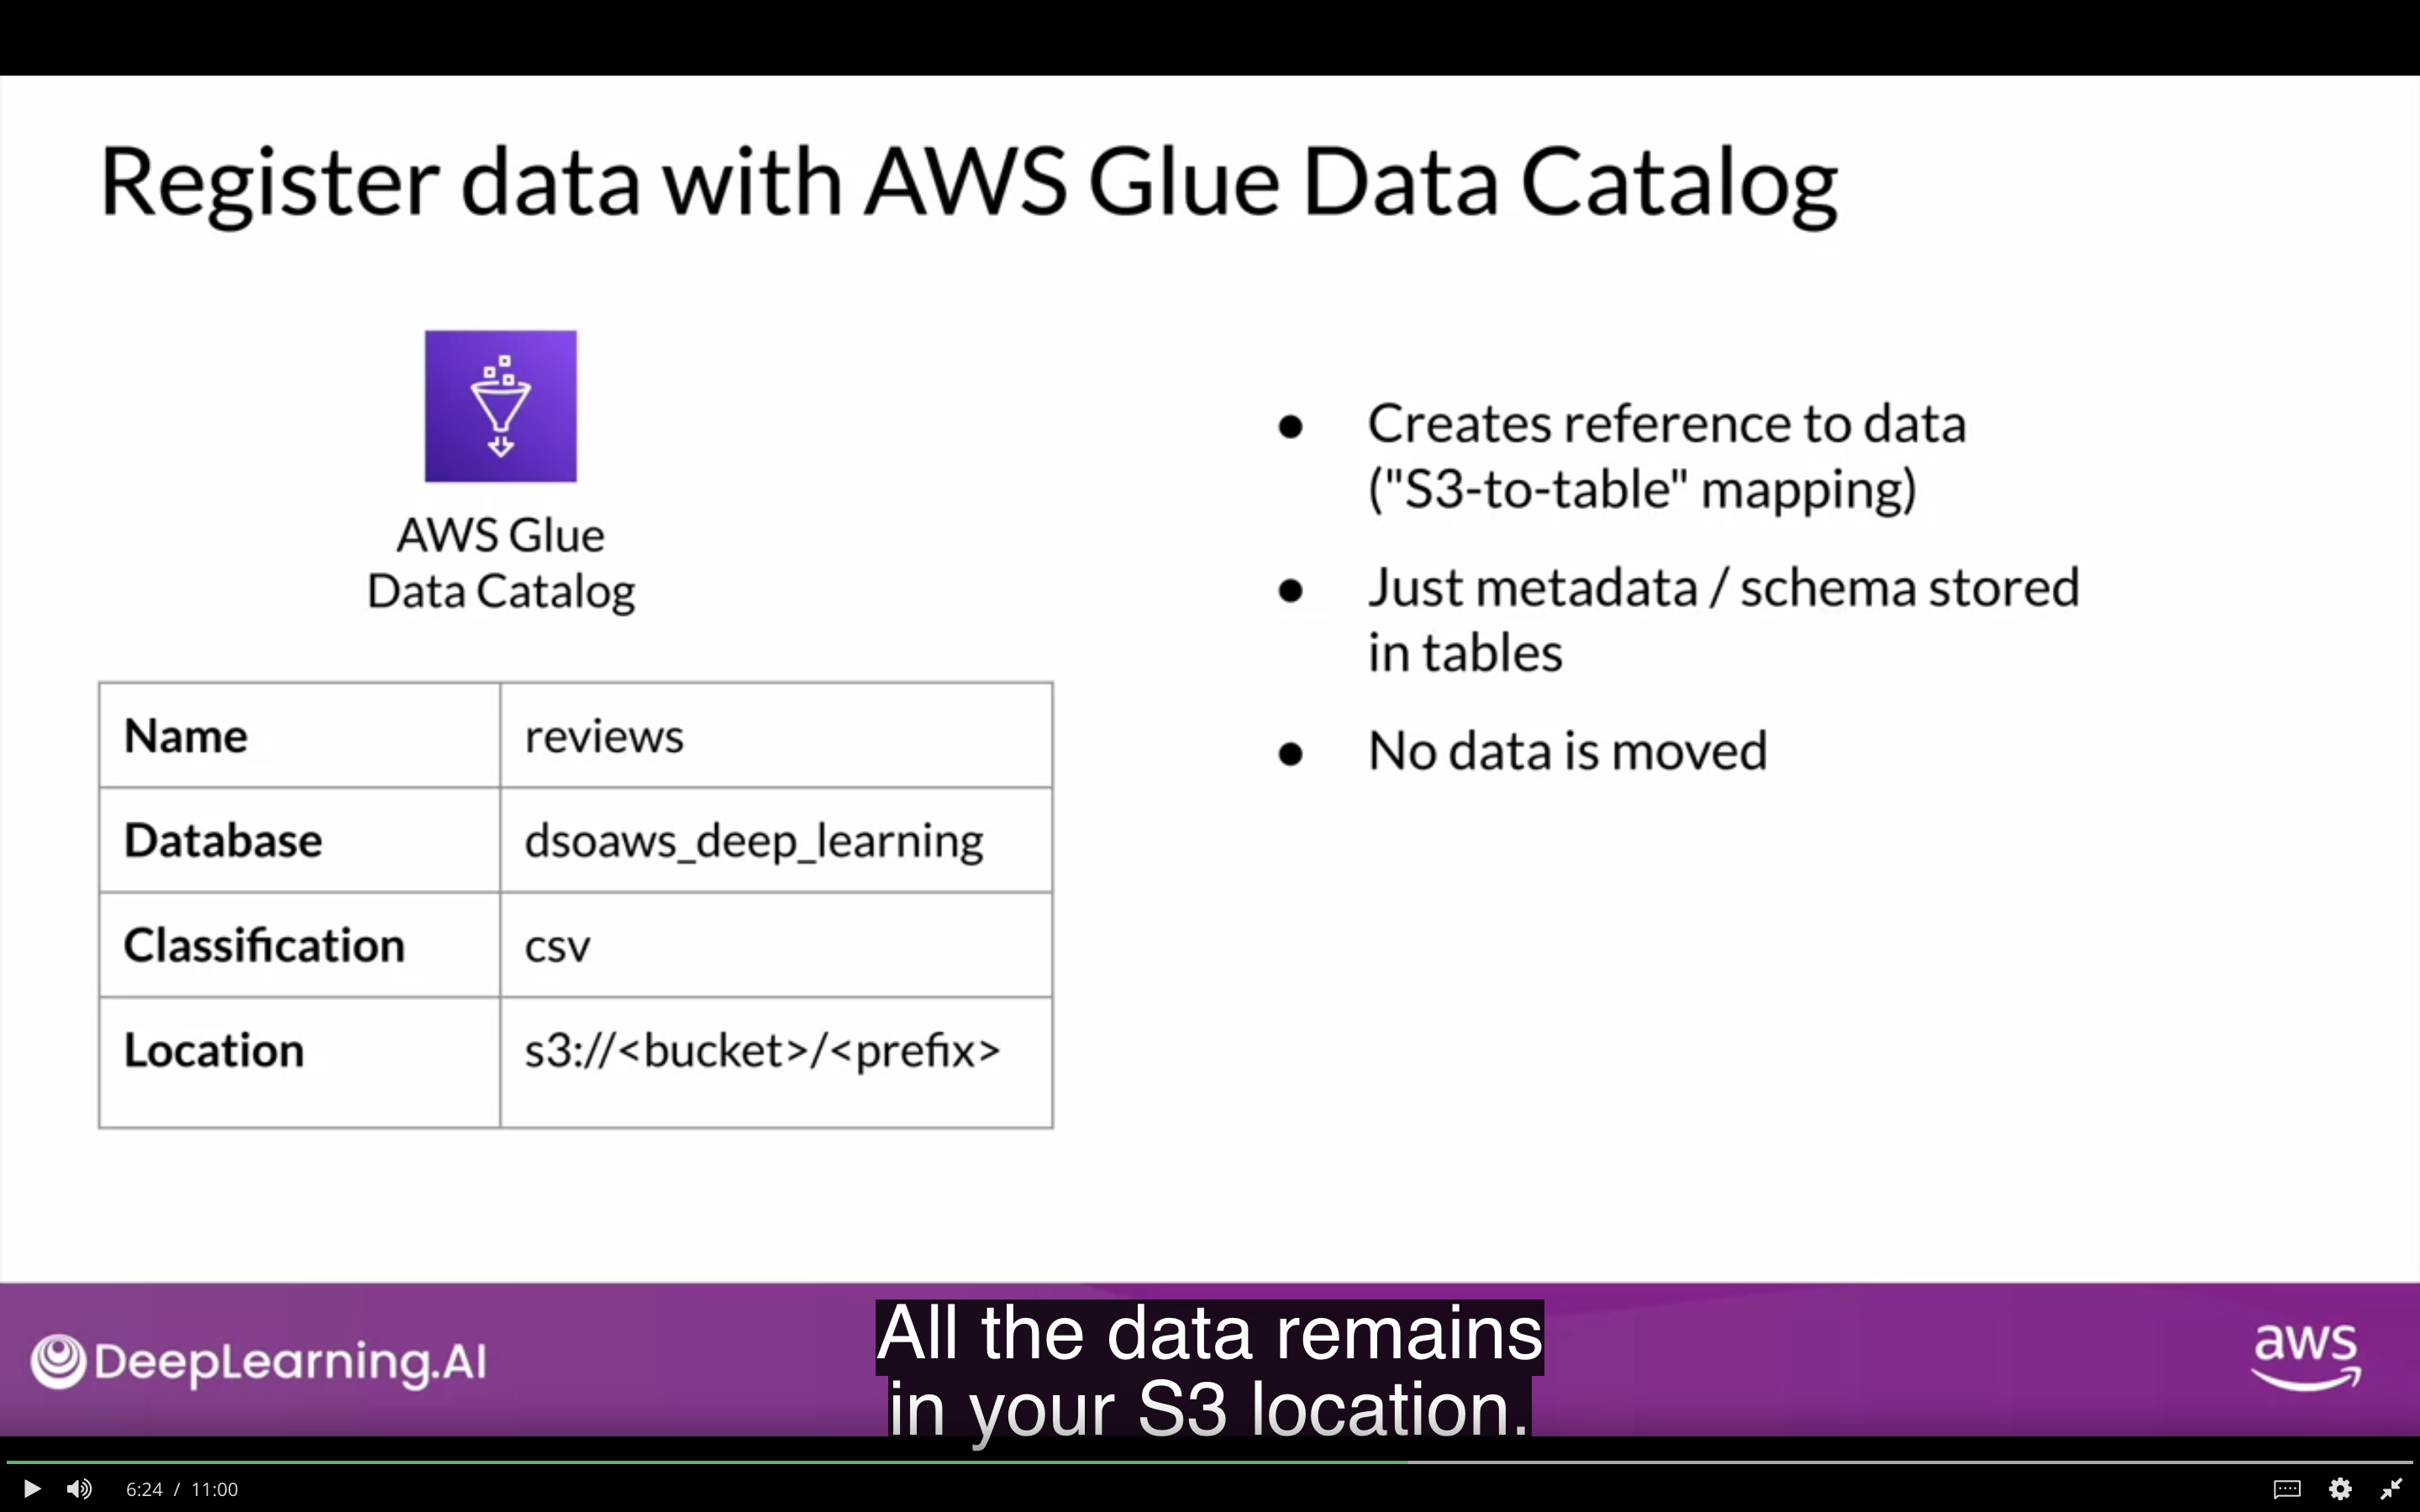 Register data with AWS Glue Data Catalog
AWS Glue
Data Catalog
Name reviews
Database dsoaws_deep_learning
Classification csv
Location s3://<bucket>/<prefix>
● Creates reference to data
("S3-to-table" mapping)
● Just metadata / schema stored
in tables
● No data is moved
DeepLearning.AI
All the data remains
in your S3 location.
aws
6:24 / 11:00